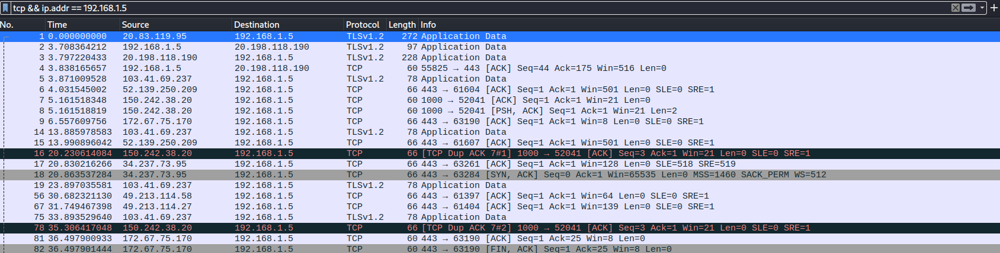 tcp && ip.addr == 192.168.1.5
No. Time Source Destination Protocol Length Info
1 0.000000000 20.83.119.95 192.168.1.5 TLSv1.2 272 Application Data
2 3.708364212 192.168.1.5 20.198.118.190 TLSv1.2 97 Application Data
3 3.797220433 20.198.118.190 192.168.1.5 TLSv1.2 228 Application Data
4 3.838165657 192.168.1.5 20.198.118.190 TCP 60 55825 → 443 [ACK] Seq=44 Ack=175 Win=516 Len=0
5 3.871009528 103.41.69.237 192.168.1.5 TLSv1.2 78 Application Data
6 4.031545002 52.139.250.209 192.168.1.5 TCP 66 443 → 61604 [ACK] Seq=1 Ack=1 Win=501 Len=0 SLE=0 SRE=1
7 5.161518348 150.242.38.20 192.168.1.5 TCP 60 1000 → 52041 [ACK] Seq=1 Ack=1 Win=21 Len=0
8 5.161518819 150.242.38.20 192.168.1.5 TCP 60 1000 → 52041 [PSH, ACK] Seq=1 Ack=1 Win=21 Len=2
9 6.557609756 172.67.75.170 192.168.1.5 TCP 66 443 → 63190 [ACK] Seq=1 Ack=1 Win=8 Len=0 SLE=0 SRE=1
14 13.885978583 103.41.69.237 192.168.1.5 TLSv1.2 78 Application Data
15 13.990896042 52.139.250.209 192.168.1.5 TCP 66 443 → 61607 [ACK] Seq=1 Ack=1 Win=501 Len=0 SLE=0 SRE=1
16 20.230614084 150.242.38.20 192.168.1.5 TCP 66 [TCP Dup ACK 7#1] 1000 → 52041 [ACK] Seq=3 Ack=1 Win=21 Len=0 SLE=0 SRE=1
17 20.830216266 34.237.73.95 192.168.1.5 TCP 66 443 → 63261 [ACK] Seq=1 Ack=1 Win=128 Len=0 SLE=518 SRE=519
18 20.863537284 34.237.73.95 192.168.1.5 TCP 66 443 → 63284 [SYN, ACK] Seq=0 Ack=1 Win=65535 Len=0 MSS=1460 SACK_PERM WS=512
19 23.897035581 103.41.69.237 192.168.1.5 TLSv1.2 78 Application Data
56 30.682321130 49.213.114.58 192.168.1.5 TCP 66 443 → 61397 [ACK] Seq=1 Ack=1 Win=64 Len=0 SLE=0 SRE=1
67 31.749467398 49.213.114.27 192.168.1.5 TCP 66 443 → 61404 [ACK] Seq=1 Ack=1 Win=139 Len=0 SLE=0 SRE=1
75 33.893529640 103.41.69.237 192.168.1.5 TLSv1.2 78 Application Data
78 35.306417048 150.242.38.20 192.168.1.5 TCP 66 [TCP Dup ACK 7#2] 1000 → 52041 [ACK] Seq=3 Ack=1 Win=21 Len=0 SLE=0 SRE=1
81 36.497900933 172.67.75.170 192.168.1.5 TCP 60 443 → 63190 [ACK] Seq=1 Ack=25 Win=8 Len=0
82 36.497901444 172.67.75.170 192.168.1.5 TCP 60 443 → 63190 [FIN, ACK] Seq=1 Ack=25 Win=8 Len=0